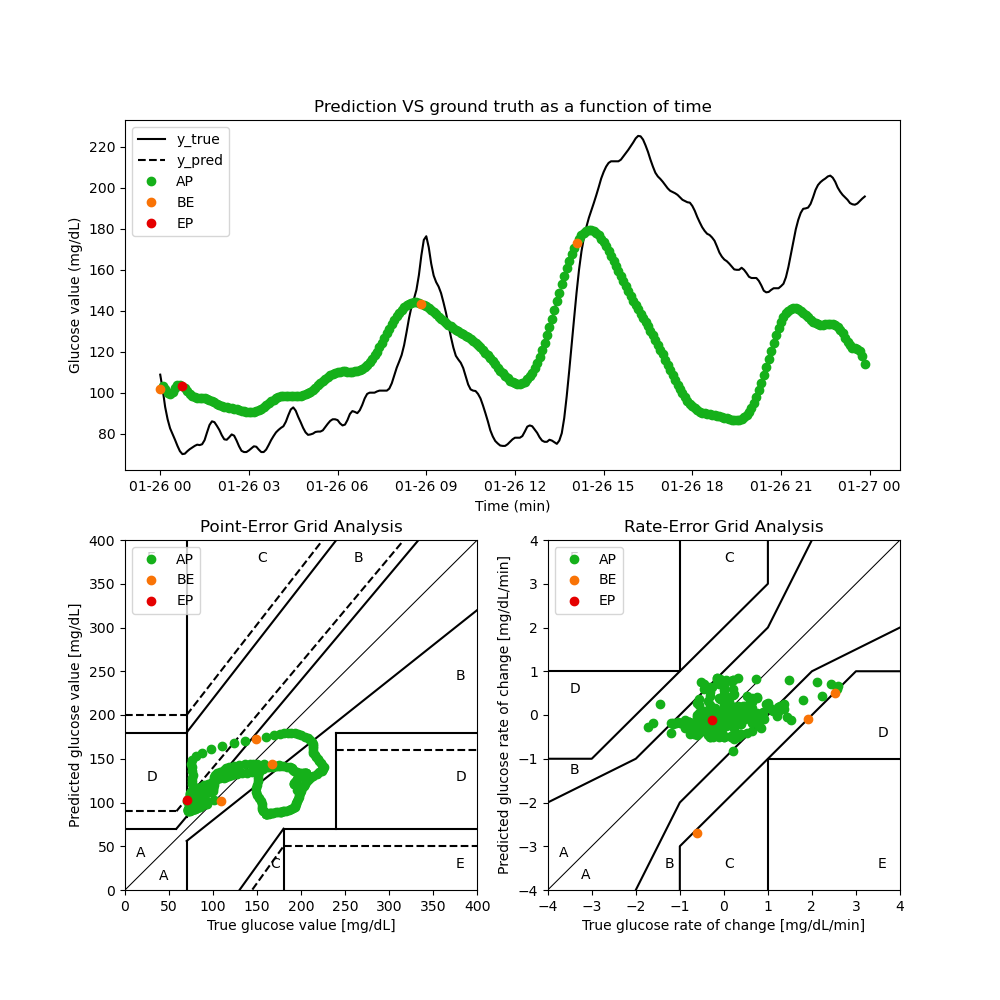 Prediction VS ground truth as a function of time
Glucose value (mg/dL)
220
200
180
160
140
120
100
80
y_true
y_pred
AP
BE
EP
01-26 00 01-26 03 01-26 06 01-26 09 01-26 12 01-26 15 01-26 18 01-26 21 01-27 00
Time (min)
Point-Error Grid Analysis
Predicted glucose value [mg/dL]
400
350
300
250
200
150
100
50
0
AP
BE
EP
C B
B
D D
A
A
C E
0 50 100 150 200 250 300 350 400
True glucose value [mg/dL]
Rate-Error Grid Analysis
Predicted glucose rate of change [mg/dL/min]
4
3
2
1
0
−1
−2
−3
−4
AP
BE
EP
C
D
D
B
A
A
B C E
−4 −3 −2 −1 0 1 2 3 4
True glucose rate of change [mg/dL/min]